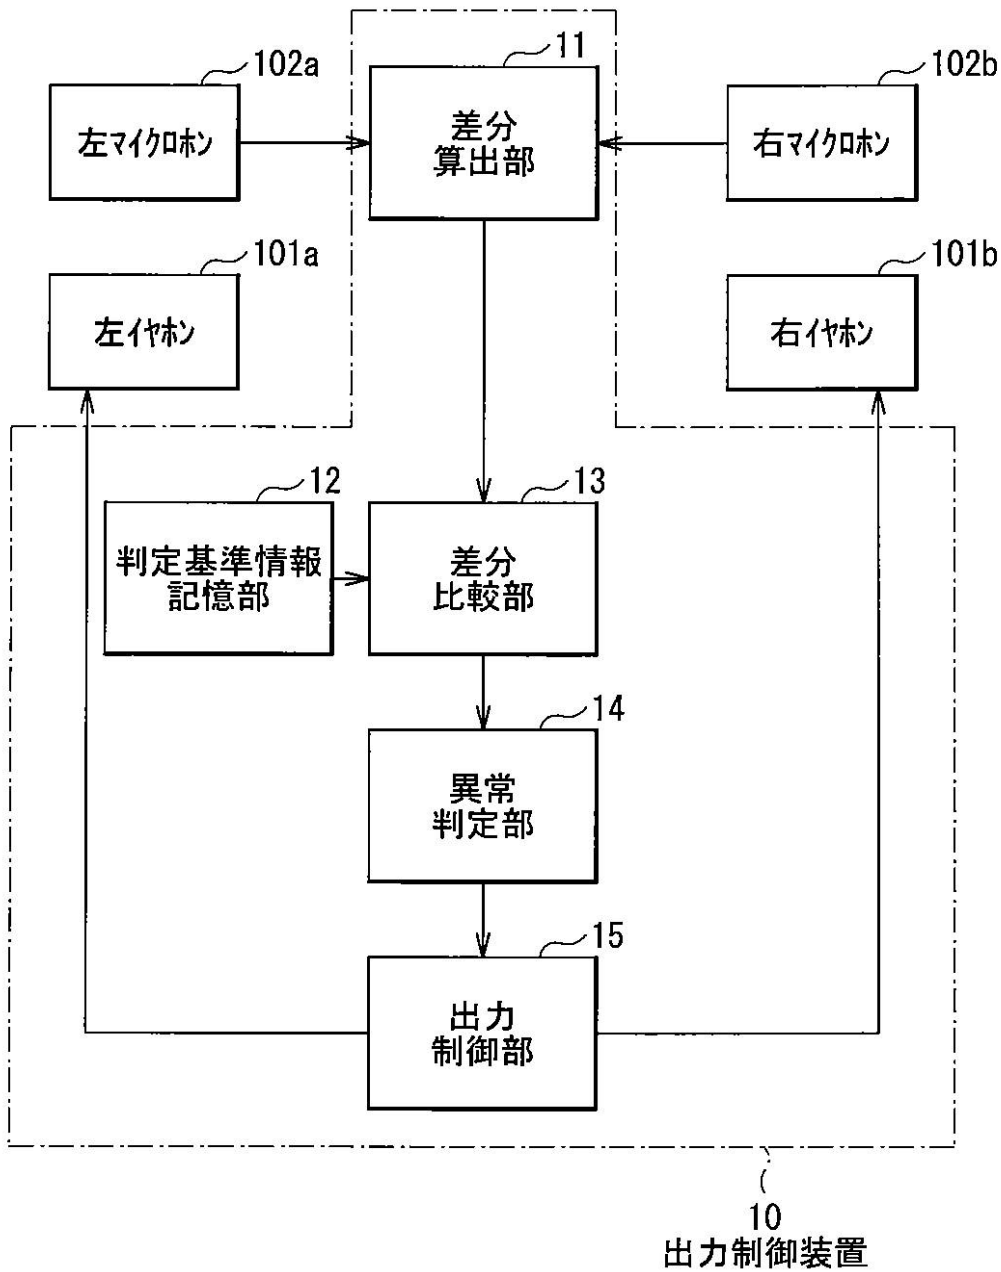 11
102a
102b
左マイクロホン
差分
算出部
右マイクロホン
101a
101b
左イヤホン
右イヤホン
12
13
判定基準情報
記憶部
差分
比較部
14
異常
判定部
15
出力
制御部
10
出力制御装置